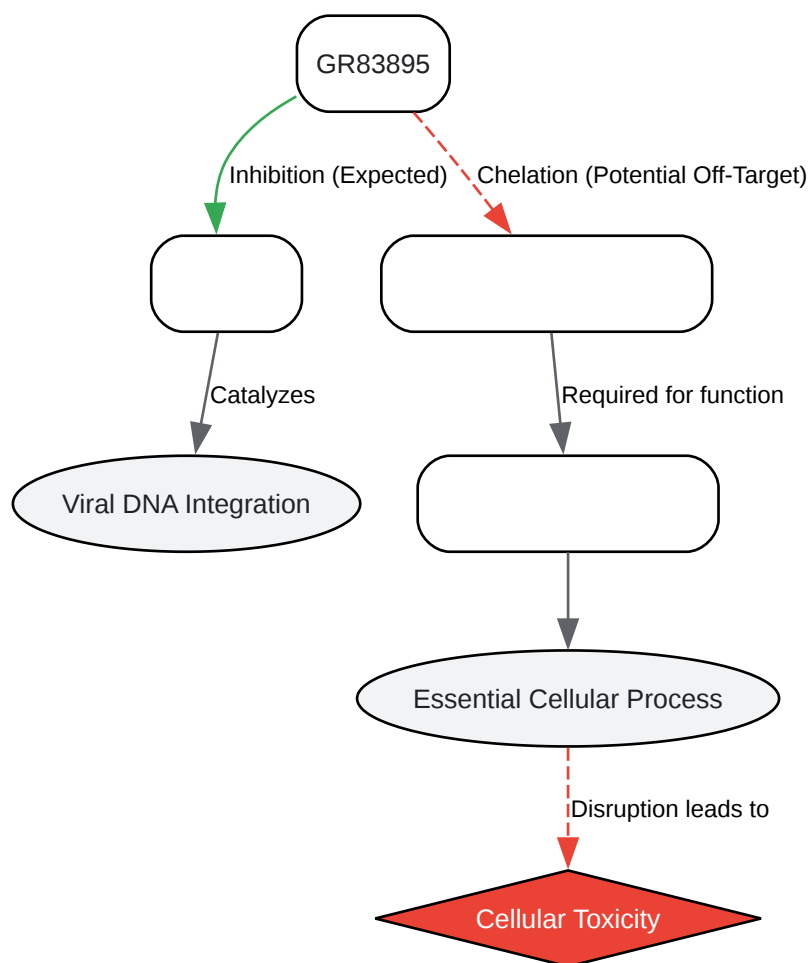 GR83895
Inhibition (Expected)
Chelation (Potential Off-Target)
Catalyzes
Required for function
Viral DNA Integration
Essential Cellular Process
Disruption leads to
Cellular Toxicity